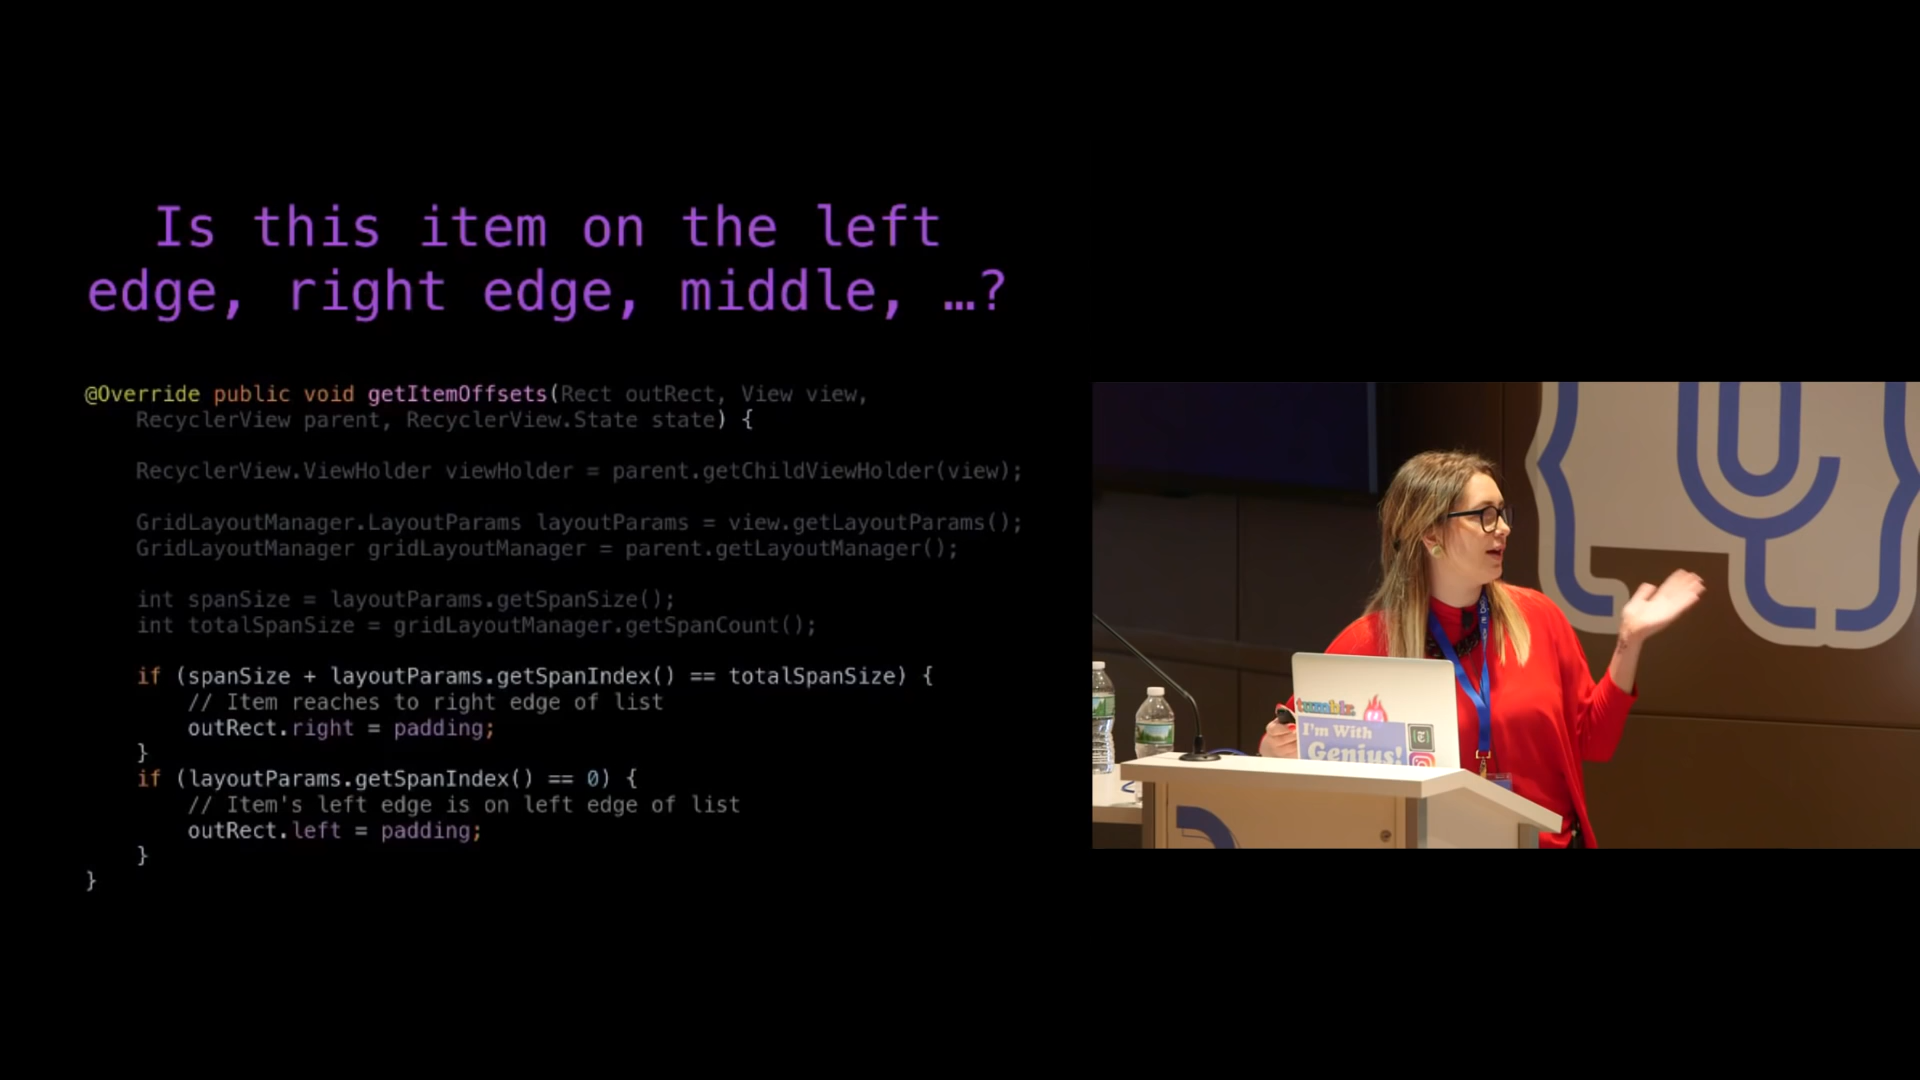 Is this item on the left
edge, right edge, middle, …?
@Override public void getItemOffsets(Rect outRect, View view,
RecyclerView parent, RecyclerView.State state) {
RecyclerView.ViewHolder viewHolder = parent.getChildViewHolder(view);
GridLayoutManager.LayoutParams layoutParams = view.getLayoutParams();
GridLayoutManager gridLayoutManager = parent.getLayoutManager();
int spanSize = layoutParams.getSpanSize();
int totalSpanSize = gridLayoutManager.getSpanCount();
if (spanSize + layoutParams.getSpanIndex() == totalSpanSize) {
// Item reaches to right edge of list
outRect.right = padding;
}
if (layoutParams.getSpanIndex() == 0) {
// Item's left edge is on left edge of list
outRect.left = padding;
}
}
tumblr.
I'm With
Genius!